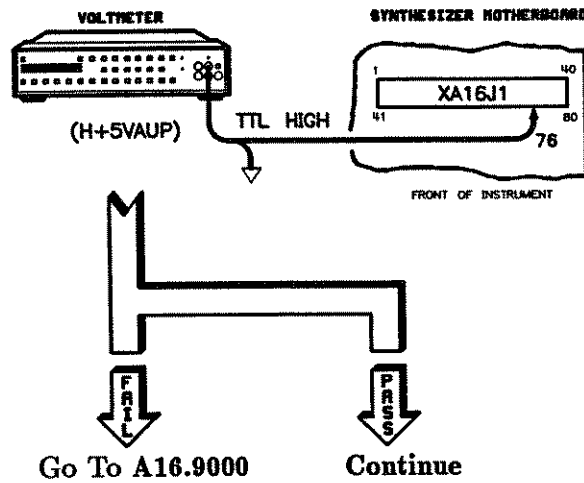 VOLTMETER
SYNTHESIZER MOTHERBOARD
1 40
XA16J1
41 80
(H+5VAUP) TTL HIGH
76
FRONT OF INSTRUMENT
FAIL PASS
Go To A16.9000 Continue